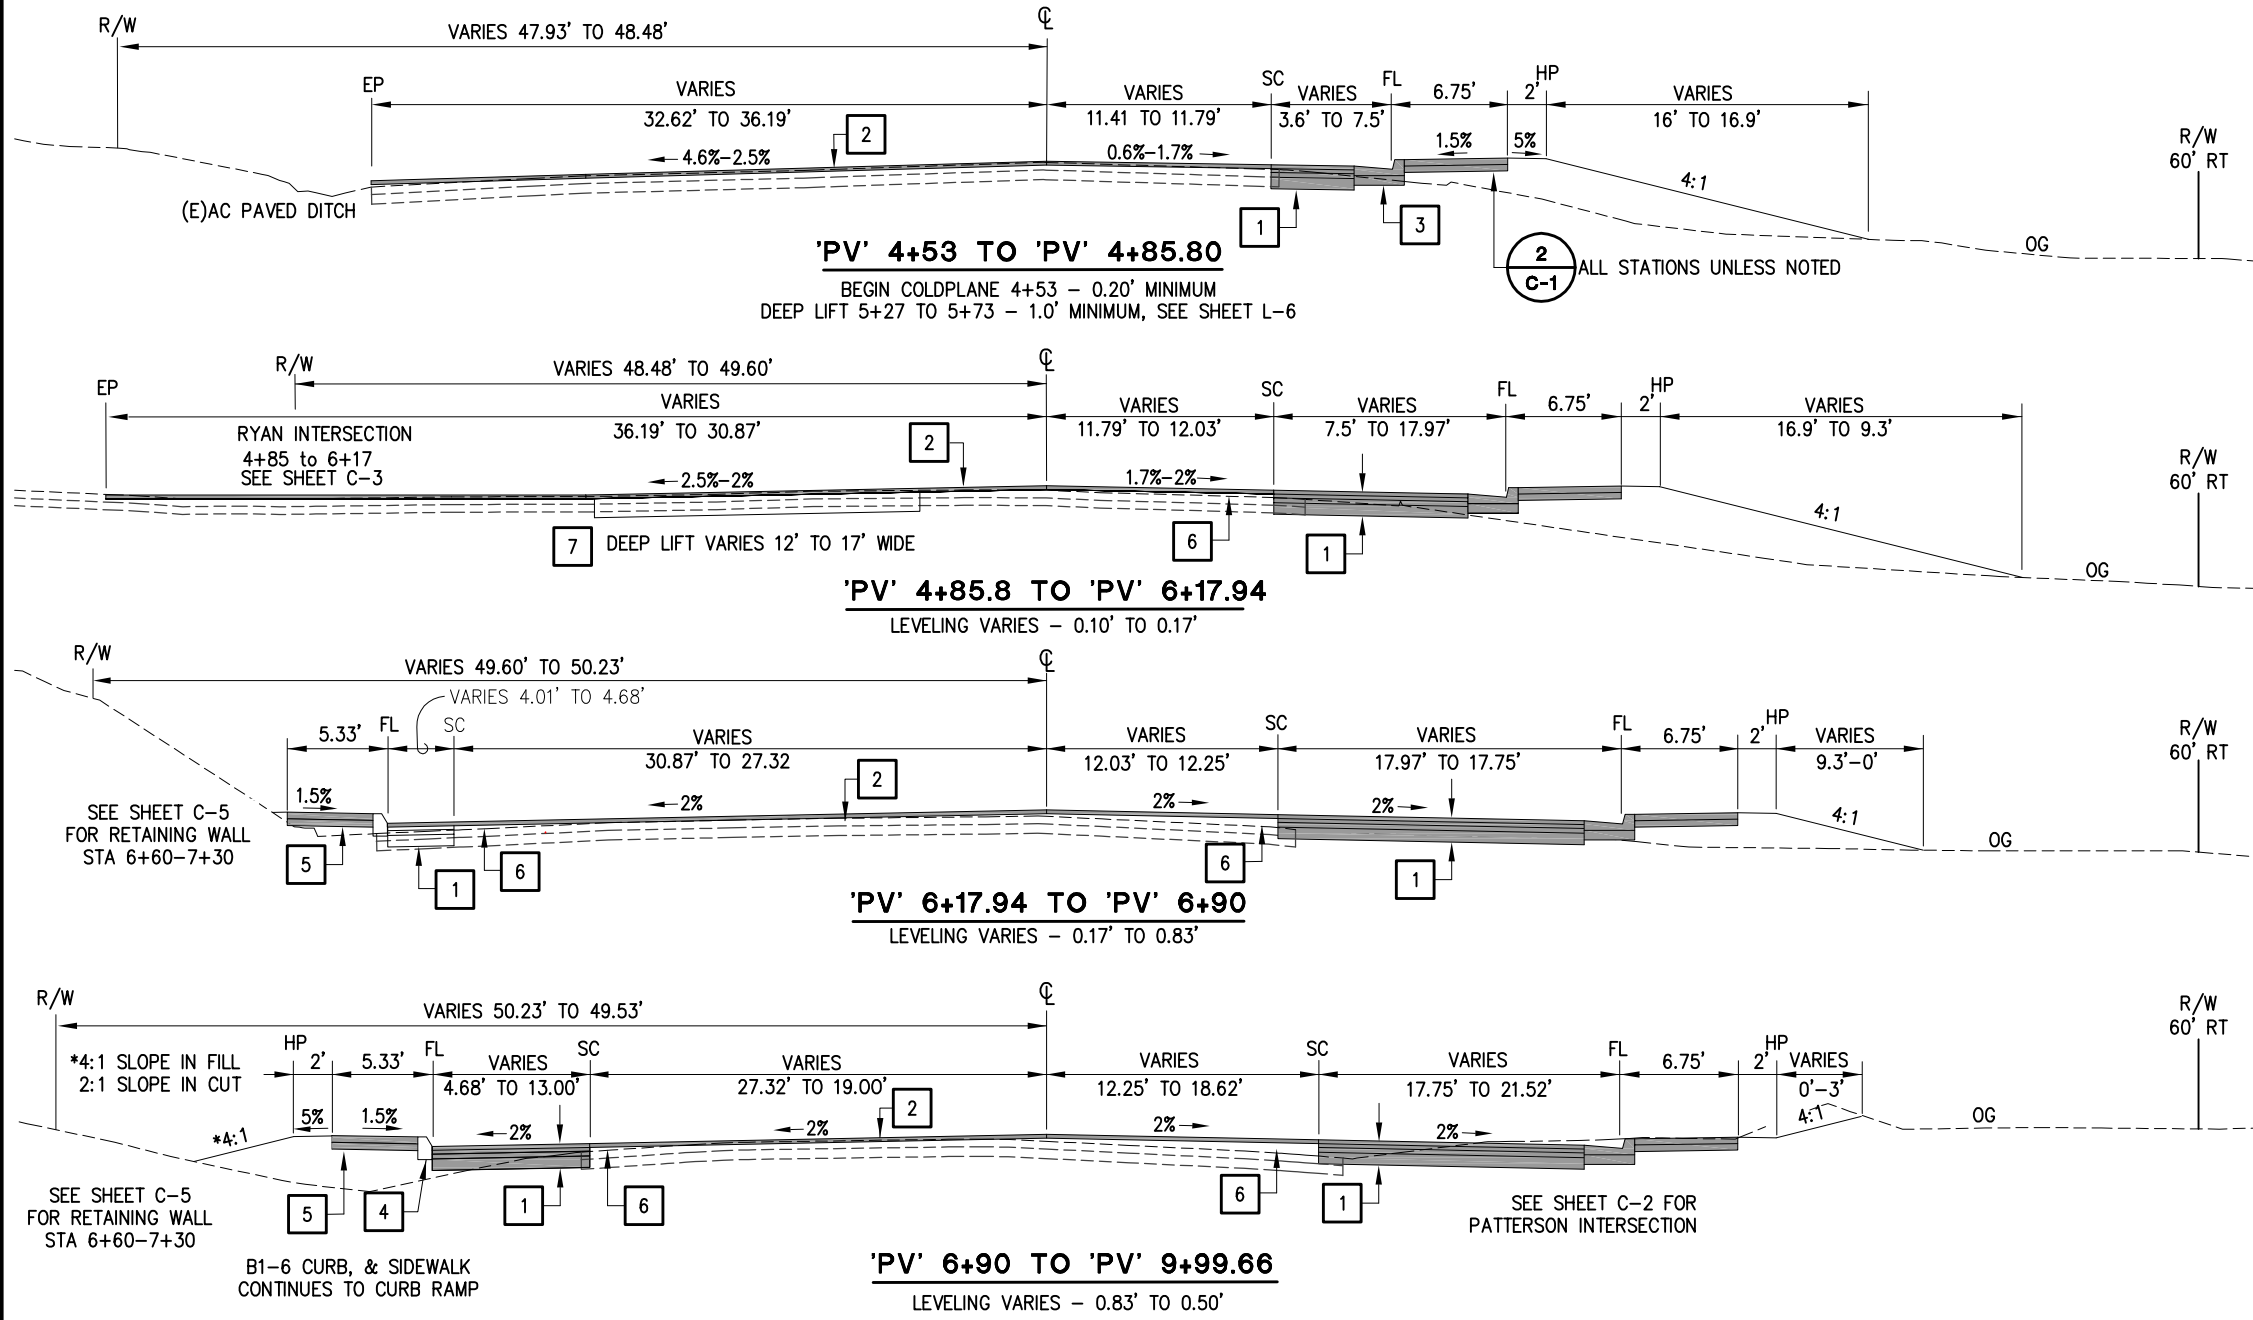 R/W
VARIES 47.93' TO 48.48'
℄
EP
VARIES
32.62' TO 36.19'
VARIES
11.41 TO 11.79'
SC
VARIES
3.6' TO 7.5'
FL
6.75'
2'
HP
VARIES
16' TO 16.9'
R/W
60' RT
2
4.6%-2.5%
0.6%-1.7%
1.5%
5%
4:1
(E)AC PAVED DITCH
1
3
OG
'PV' 4+53 TO 'PV' 4+85.80
BEGIN COLDPLANE 4+53 - 0.20' MINIMUM
DEEP LIFT 5+27 TO 5+73 - 1.0' MINIMUM, SEE SHEET L-6
2
C-1
ALL STATIONS UNLESS NOTED
R/W
VARIES 48.48' TO 49.60'
℄
EP
VARIES
36.19' TO 30.87'
VARIES
11.79' TO 12.03'
SC
VARIES
7.5' TO 17.97'
FL
6.75'
2'
HP
VARIES
16.9' TO 9.3'
R/W
60' RT
RYAN INTERSECTION
4+85 to 6+17
SEE SHEET C-3
2
2.5%-2%
1.7%-2%
4:1
7
DEEP LIFT VARIES 12' TO 17' WIDE
6
1
OG
'PV' 4+85.8 TO 'PV' 6+17.94
LEVELING VARIES - 0.10' TO 0.17'
R/W
VARIES 49.60' TO 50.23'
℄
VARIES 4.01' TO 4.68'
5.33'
FL
SC
VARIES
30.87' TO 27.32
VARIES
12.03' TO 12.25'
SC
VARIES
17.97' TO 17.75'
FL
6.75'
2'
HP
VARIES
9.3'-0'
R/W
60' RT
1.5%
2%
2
2%
2%
4:1
OG
SEE SHEET C-5
FOR RETAINING WALL
STA 6+60-7+30
5
1
6
6
1
'PV' 6+17.94 TO 'PV' 6+90
LEVELING VARIES - 0.17' TO 0.83'
R/W
VARIES 50.23' TO 49.53'
℄
*4:1 SLOPE IN FILL
2:1 SLOPE IN CUT
HP
2'
5.33'
FL
VARIES
4.68' TO 13.00'
SC
VARIES
27.32' TO 19.00'
VARIES
12.25' TO 18.62'
SC
VARIES
17.75' TO 21.52'
FL
6.75'
2'
HP
VARIES
0'-3'
R/W
60' RT
*4:1
5%
1.5%
2%
2%
2
2%
2%
4:1
OG
SEE SHEET C-5
FOR RETAINING WALL
STA 6+60-7+30
5
4
1
6
6
1
SEE SHEET C-2 FOR
PATTERSON INTERSECTION
B1-6 CURB, & SIDEWALK
CONTINUES TO CURB RAMP
'PV' 6+90 TO 'PV' 9+99.66
LEVELING VARIES - 0.83' TO 0.50'